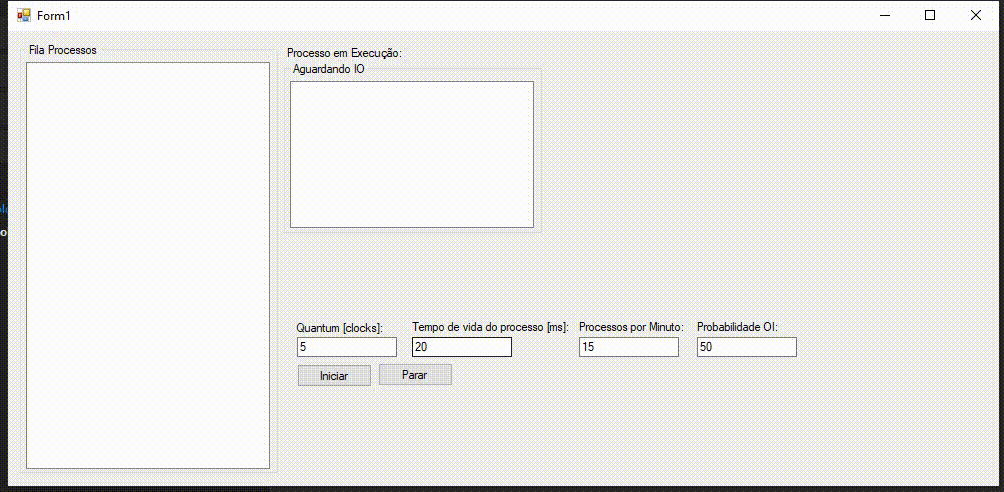 Form1
Fila Processos
Processo em Execução:
Aguardando IO
Quantum [clocks]:
Tempo de vida do processo [ms]:
Processos por Minuto:
Probabilidade OI:
5
20
15
50
Iniciar
Parar